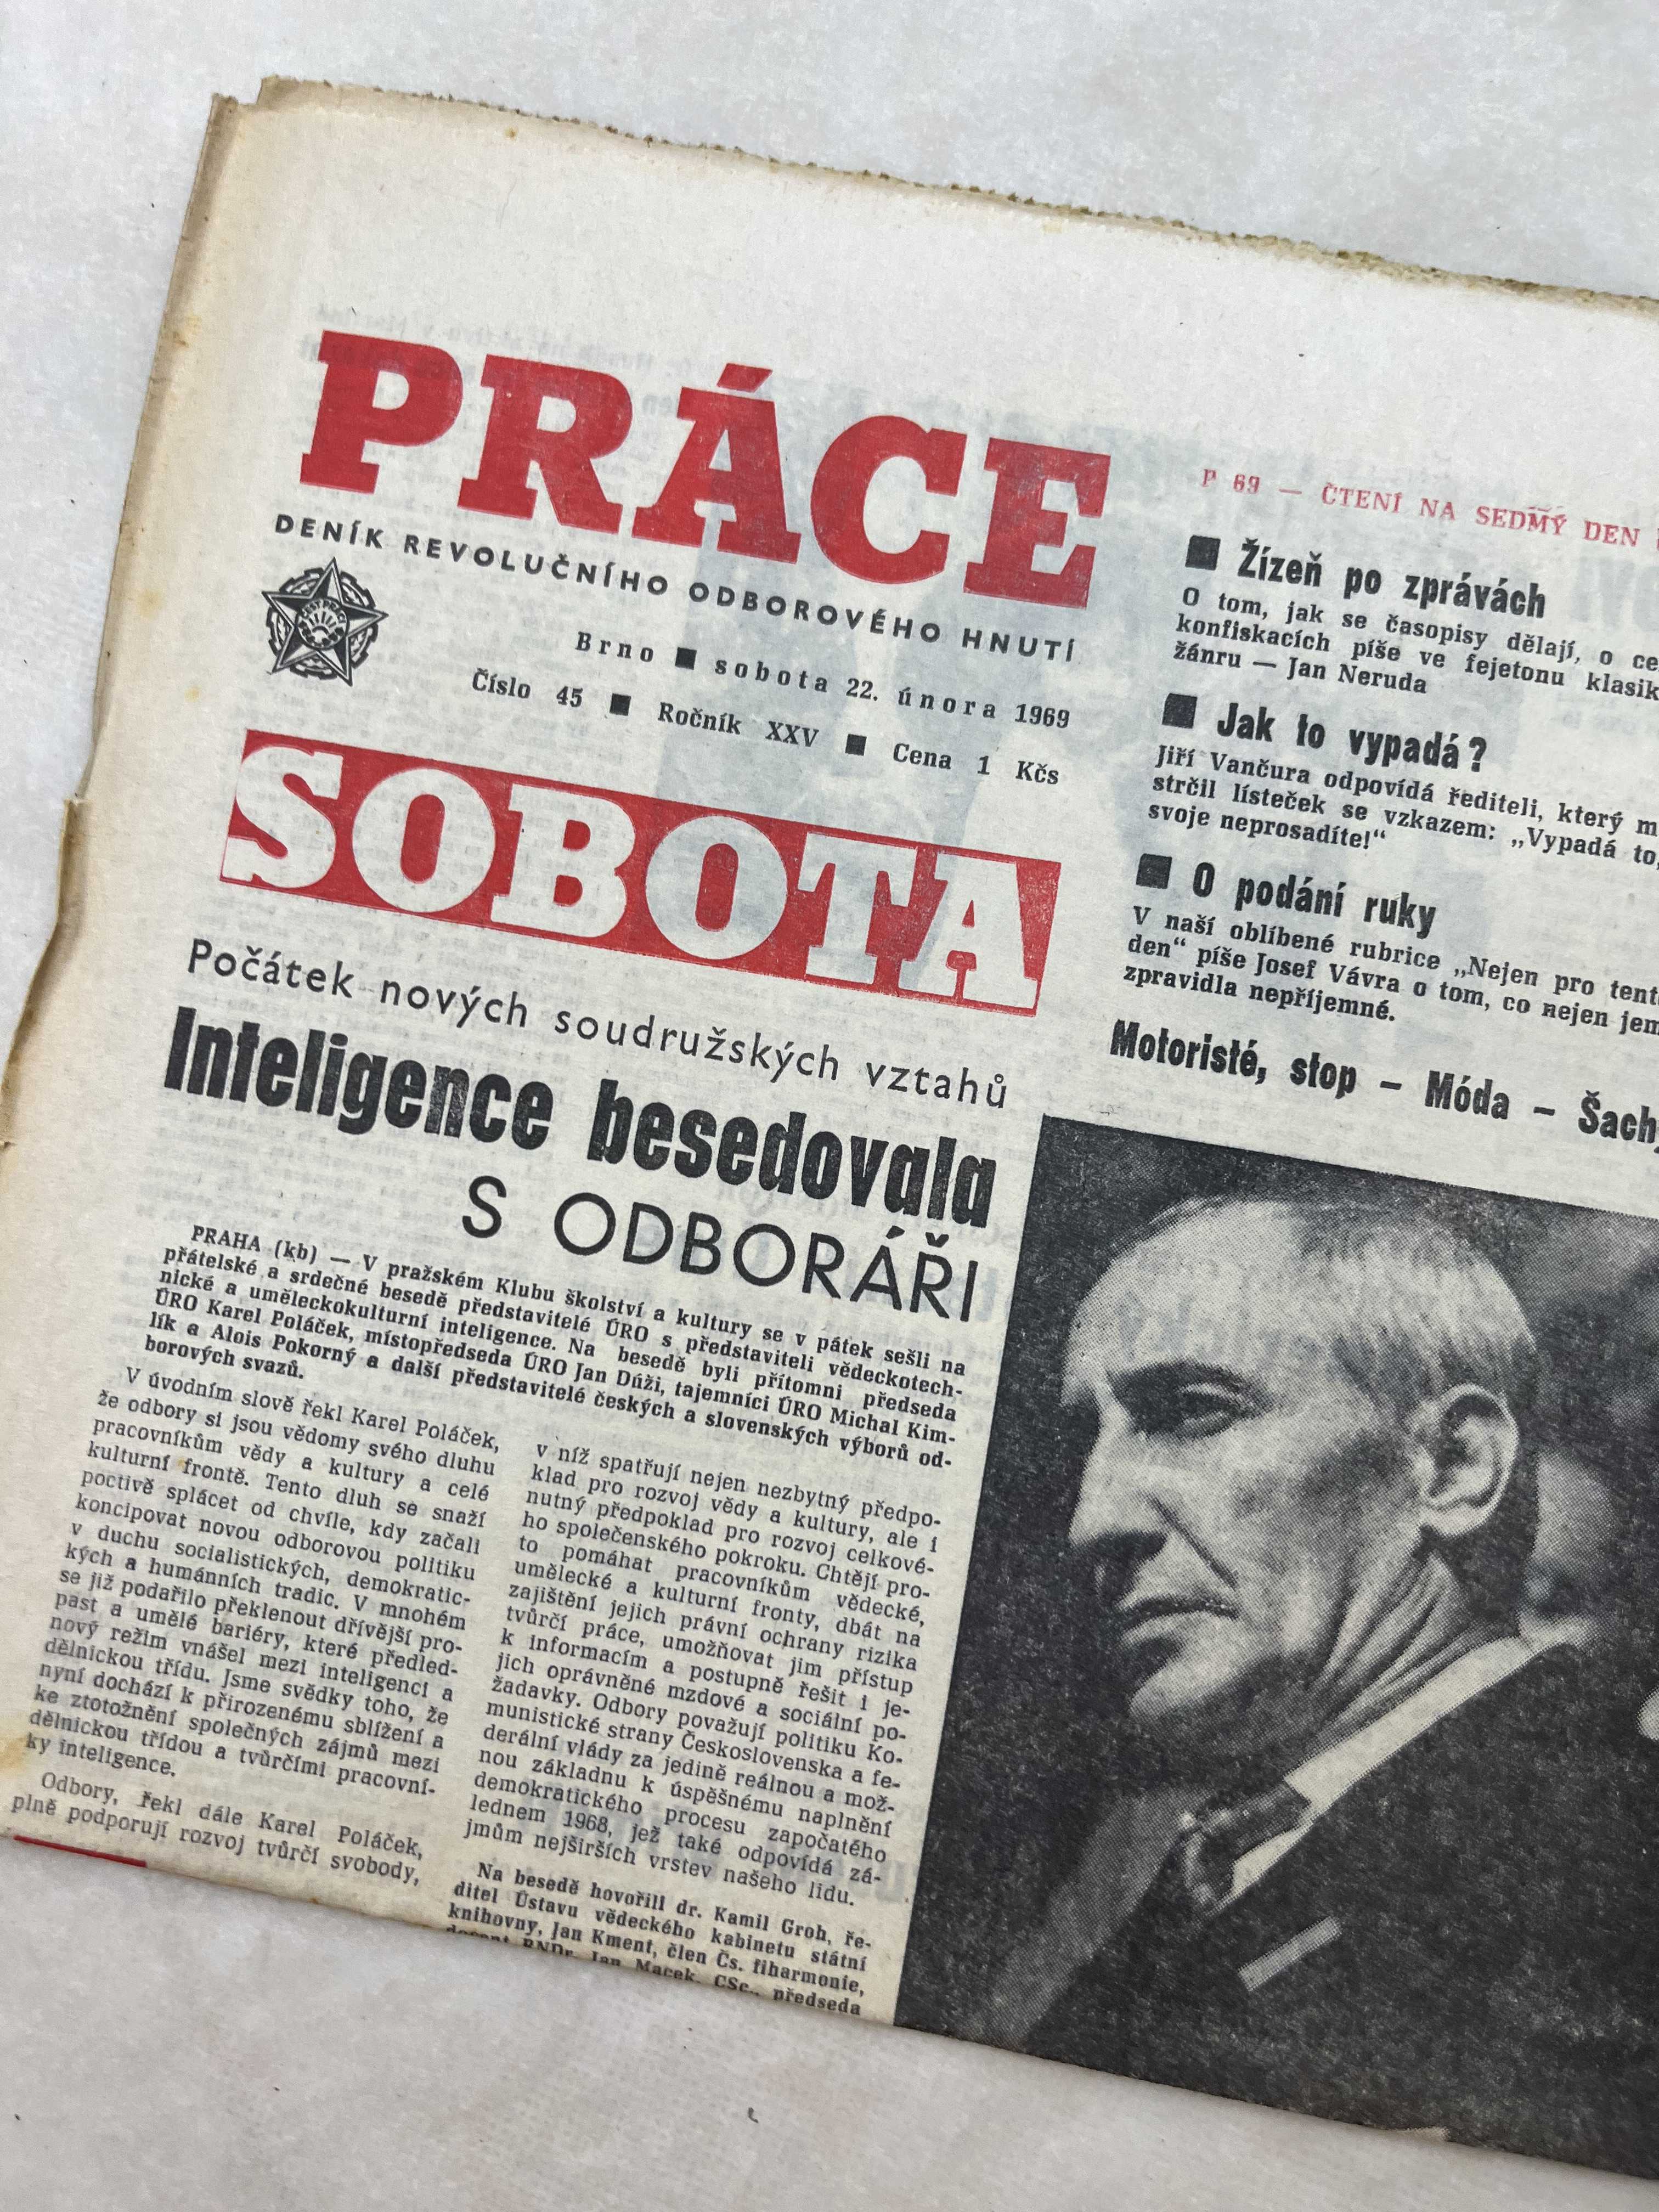 PRÁCE
DENÍK REVOLUČNÍHO ODBOROVÉHO HNUTÍ
Brno ■ sobota 22. února 1969
Číslo 45 ■ Ročník XXV ■ Cena 1 Kčs
SOBOTA
Počátek nových soudružských vztahů
Inteligence besedovala
S ODBORÁŘI
PRAHA (kb) — V pražském Klubu školství a kultury se v pátek sešli na
přátelské a srdečné besedě představitelé ÚRO s představiteli vědeckotech-
nické a uměleckokulturní inteligence. Na besedě byli přítomni předseda
ÚRO Karel Poláček, místopředseda ÚRO Jan Dúži, tajemníci ÚRO Michal Kim-
lík a Alois Pokorný a další představitelé českých a slovenských výborů od-
borových svazů.
V úvodním slově řekl Karel Poláček,
že odbory si jsou vědomy svého dluhu
pracovníkům vědy a kultury a celé
kulturní frontě. Tento dluh se snaží
poctivě splácet od chvíle, kdy začali
koncipovat novou odborovou politiku
v duchu socialistických, demokratic-
kých a humánních tradic. V mnohém
se již podařilo překlenout dřívější pro-
past a umělé bariéry, které předled-
nový režim vnášel mezi inteligenci a
dělnickou třídu. Jsme svědky toho, že
nyní dochází k přirozenému sblížení a
ke ztotožnění společných zájmů mezi
dělnickou třídou a tvůrčími pracovní-
ky inteligence.
Odbory, řekl dále Karel Poláček,
plně podporují rozvoj tvůrčí svobody,
v níž spatřují nejen nezbytný předpo-
klad pro rozvoj vědy a kultury, ale i
nutný předpoklad pro rozvoj celkové-
ho společenského pokroku. Chtějí pro-
to pomáhat pracovníkům vědecké,
umělecké a kulturní fronty, dbát na
zajištění jejich právní ochrany rizika
tvůrčí práce, umožňovat jim přístup
k informacím a postupně řešit i je-
jich oprávněné mzdové a sociální po-
žadavky. Odbory považují politiku Ko-
munistické strany Československa a fe-
derální vlády za jedině reálnou a mož-
nou základnu k úspěšnému naplnění
demokratického procesu započatého
lednem 1968, jež také odpovídá zá-
jmům nejširších vrstev našeho lidu.
Na besedě hovořili dr. Kamil Groh, ře-
ditel Ústavu vědeckého kabinetu státní
knihovny, Jan Kment, člen Čs. filharmonie,
docent RNDr. Jan Macek, CSc., předseda
P 69 — ČTENÍ NA SEDMÝ DEN
■ Žízeň po zprávách
O tom, jak se časopisy dělají, o ce
konfiskacích píše ve fejetonu klasik
žánru — Jan Neruda
■ Jak to vypadá?
Jiří Vančura odpovídá řediteli, který m
strčil lísteček se vzkazem: „Vypadá to,
svoje neprosadíte!“
■ O podání ruky
V naší oblíbené rubrice „Nejen pro tent
den“ píše Josef Vávra o tom, co nejen jem
zpravidla nepříjemné.
Motoristé, stop – Móda – Šach,